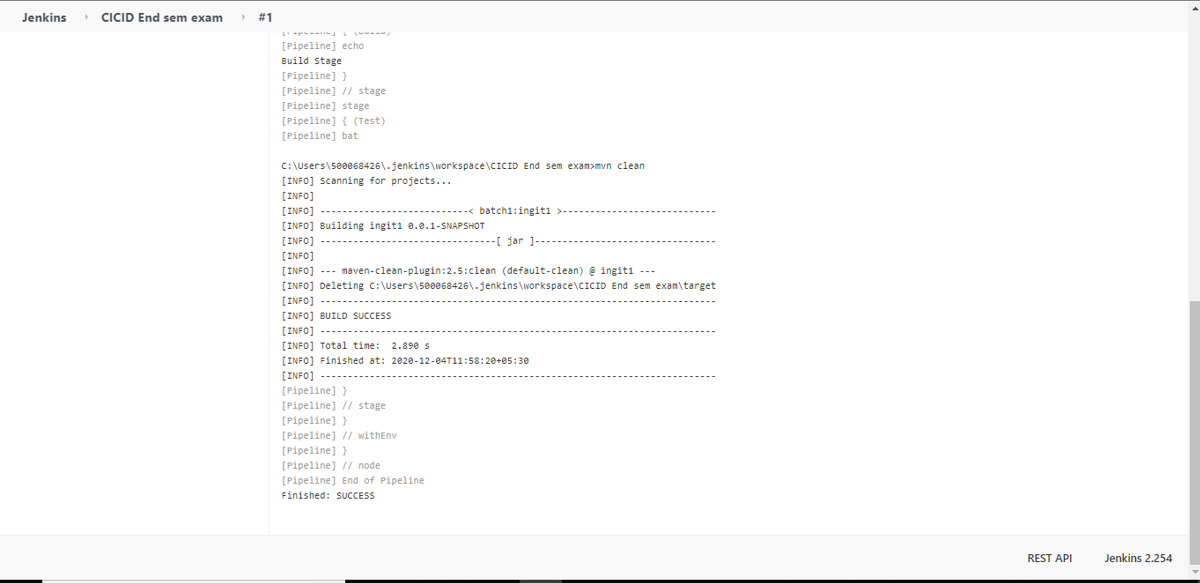 Jenkins › CICID End sem exam › #1
[Pipeline] { (Build)
[Pipeline] echo
Build Stage
[Pipeline] }
[Pipeline] // stage
[Pipeline] stage
[Pipeline] { (Test)
[Pipeline] bat
C:\Users\500068426\.jenkins\workspace\CICID End sem exam>mvn clean
[INFO] Scanning for projects...
[INFO]
[INFO] ---------------------------< batch1:ingit1 >----------------------------
[INFO] Building ingit1 0.0.1-SNAPSHOT
[INFO] --------------------------------[ jar ]---------------------------------
[INFO]
[INFO] --- maven-clean-plugin:2.5:clean (default-clean) @ ingit1 ---
[INFO] Deleting C:\Users\500068426\.jenkins\workspace\CICID End sem exam\target
[INFO] ------------------------------------------------------------------------
[INFO] BUILD SUCCESS
[INFO] ------------------------------------------------------------------------
[INFO] Total time:  2.890 s
[INFO] Finished at: 2020-12-04T11:58:20+05:30
[INFO] ------------------------------------------------------------------------
[Pipeline] }
[Pipeline] // stage
[Pipeline] }
[Pipeline] // withEnv
[Pipeline] }
[Pipeline] // node
[Pipeline] End of Pipeline
Finished: SUCCESS
REST API Jenkins 2.254